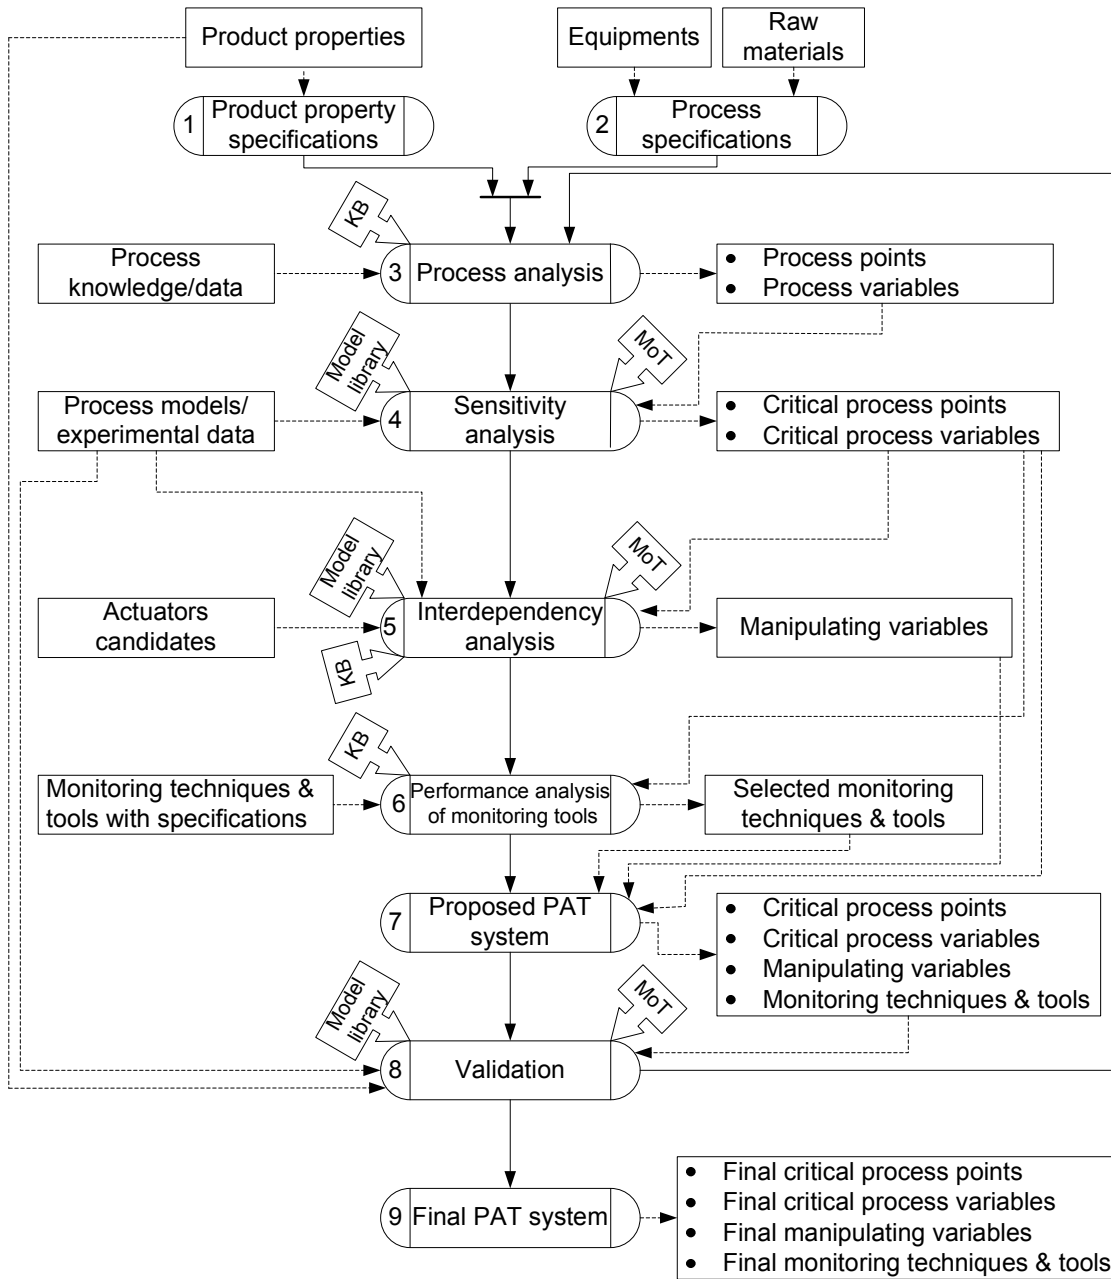 Product properties
Equipments
Raw
materials
1
Product property
specifications
2
Process
specifications
KB
Process
knowledge/data
3
Process analysis
• Process points
• Process variables
Model
library
MoT
Process models/
experimental data
4
Sensitivity
analysis
• Critical process points
• Critical process variables
Model
library
MoT
Actuators
candidates
5
Interdependency
analysis
Manipulating variables
KB
KB
Monitoring techniques &
tools with specifications
6
Performance analysis
of monitoring tools
Selected monitoring
techniques & tools
7
Proposed PAT
system
• Critical process points
• Critical process variables
• Manipulating variables
• Monitoring techniques & tools
Model
library
MoT
8
Validation
9
Final PAT system
• Final critical process points
• Final critical process variables
• Final manipulating variables
• Final monitoring techniques & tools